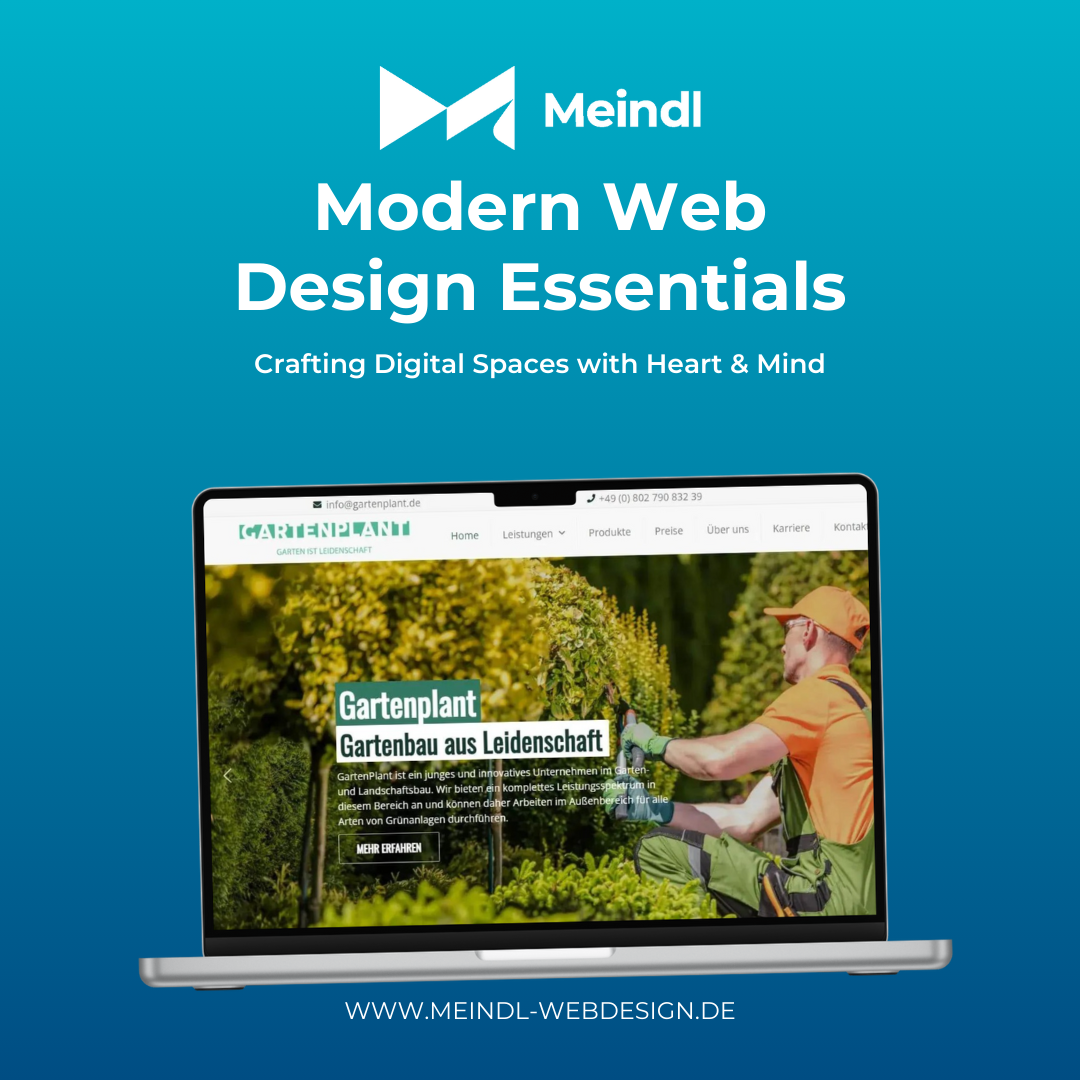 Meindl
Modern Web
Design Essentials
Crafting Digital Spaces with Heart & Mind
info@gartenplant.de
+49 (0) 802 790 832 39
GARTENPLANT
GARTEN IST LEIDENSCHAFT
Home Leistungen Produkte Preise Über uns Karriere Kontakt
Gartenplant
Gartenbau aus Leidenschaft
GartenPlant ist ein junges und innovatives Unternehmen im Garten-
und Landschaftsbau. Wir bieten ein komplettes Leistungsspektrum in
diesem Bereich an und können daher Arbeiten im Außenbereich für alle
Arten von Grünanlagen durchführen.
MEHR ERFAHREN
WWW.MEINDL-WEBDESIGN.DE